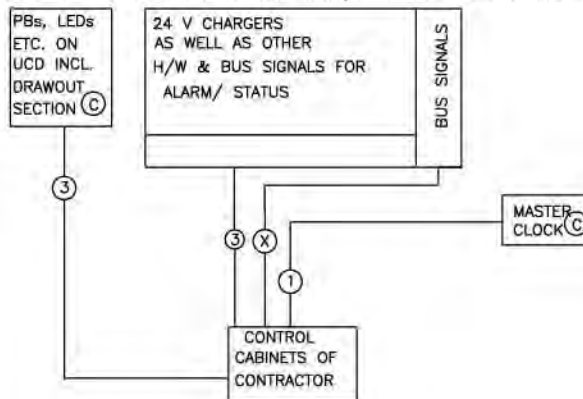 PBs, LEDs
ETC. ON
UCD INCL.
DRAWOUT
SECTION C
24 V CHARGERS
AS WELL AS OTHER
H/W & BUS SIGNALS FOR
ALARM/ STATUS
BUS SIGNALS
3
3
X
1
MASTER
CLOCK C
CONTROL
CABINETS OF
CONTRACTOR